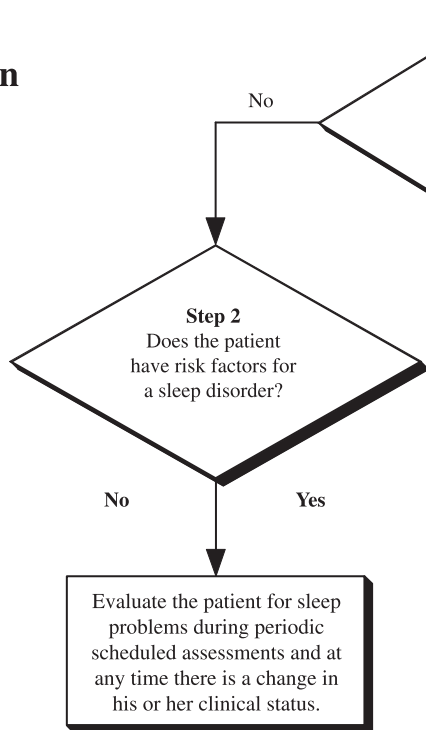 n
No
Step 2
Does the patient
have risk factors for
a sleep disorder?
No
Yes
Evaluate the patient for sleep
problems during periodic
scheduled assessments and at
any time there is a change in
his or her clinical status.